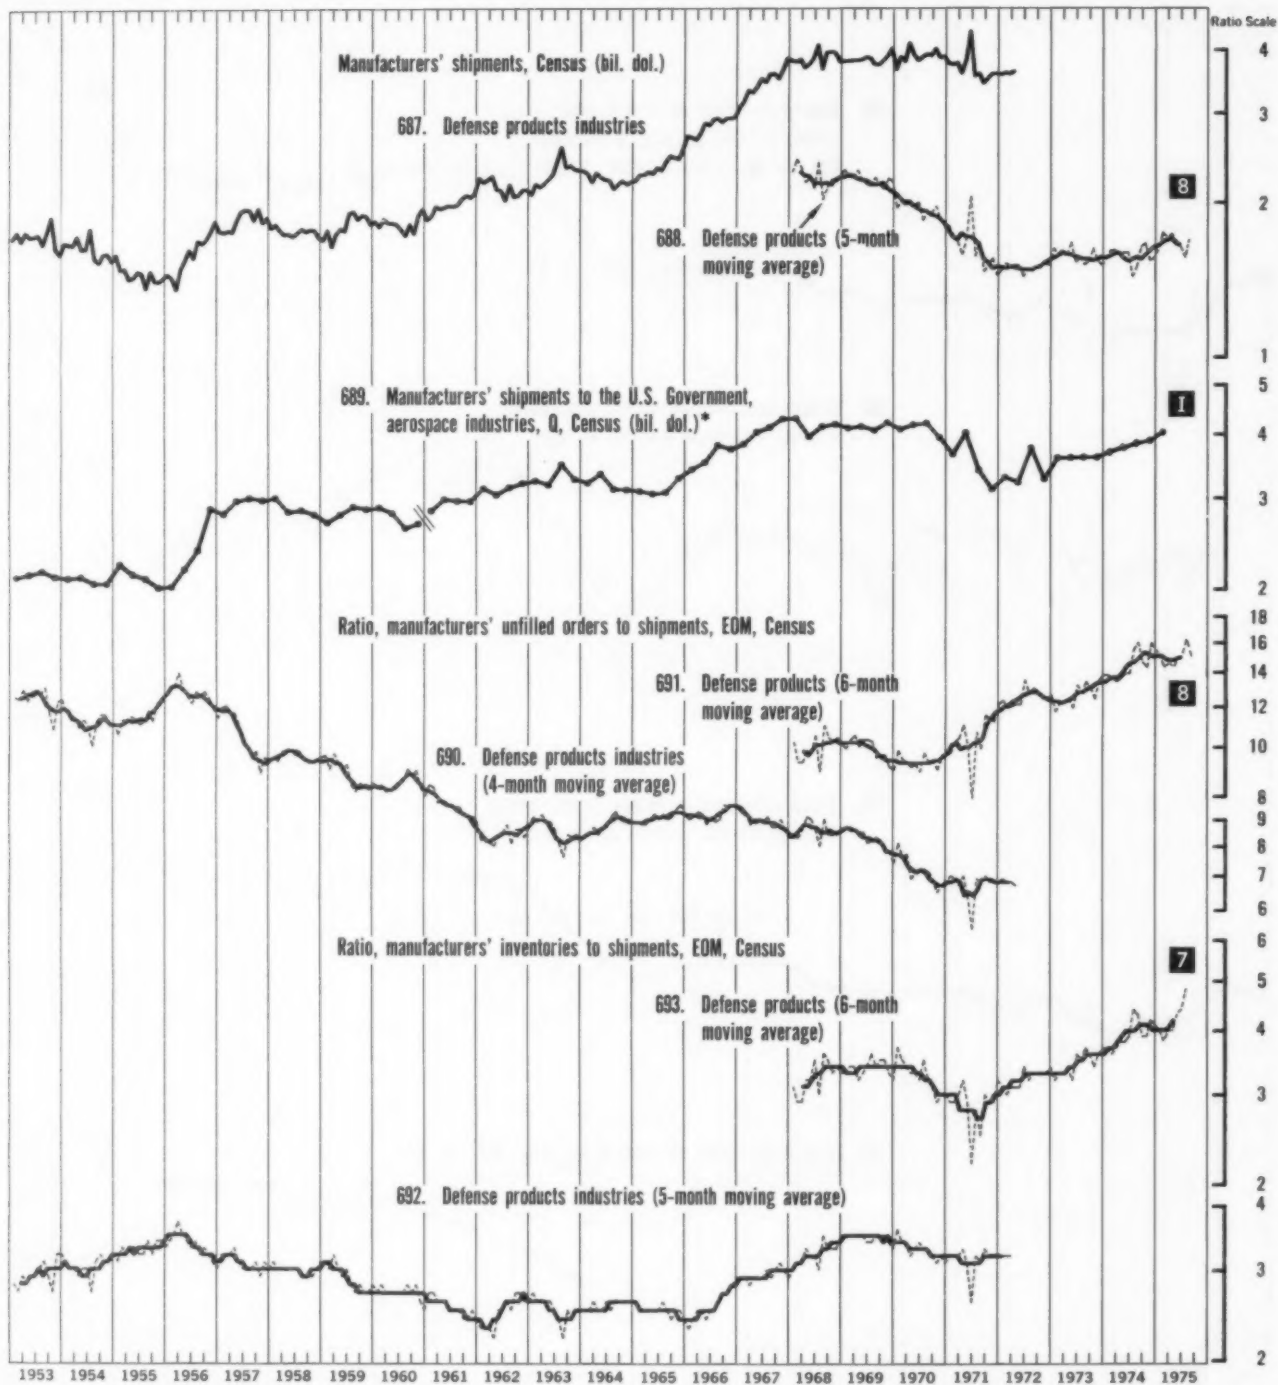 Ratio Scale
Manufacturers' shipments, Census (bil. dol.)
4
687. Defense products industries
3
8
2
688. Defense products (5-month
moving average)
1
689. Manufacturers' shipments to the U.S. Government,
aerospace industries, Q, Census (bil. dol.)*
5
I
4
3
2
Ratio, manufacturers' unfilled orders to shipments, EOM, Census
18
16
691. Defense products (6-month
moving average)
14
8
12
690. Defense products industries
(4-month moving average)
10
8
9
8
7
6
Ratio, manufacturers' inventories to shipments, EOM, Census
6
7
5
693. Defense products (6-month
moving average)
4
3
2
692. Defense products industries (5-month moving average)
4
3
2
1953 1954 1955 1956 1957 1958 1959 1960 1961 1962 1963 1964 1965 1966 1967 1968 1969 1970 1971 1972 1973 1974 1975